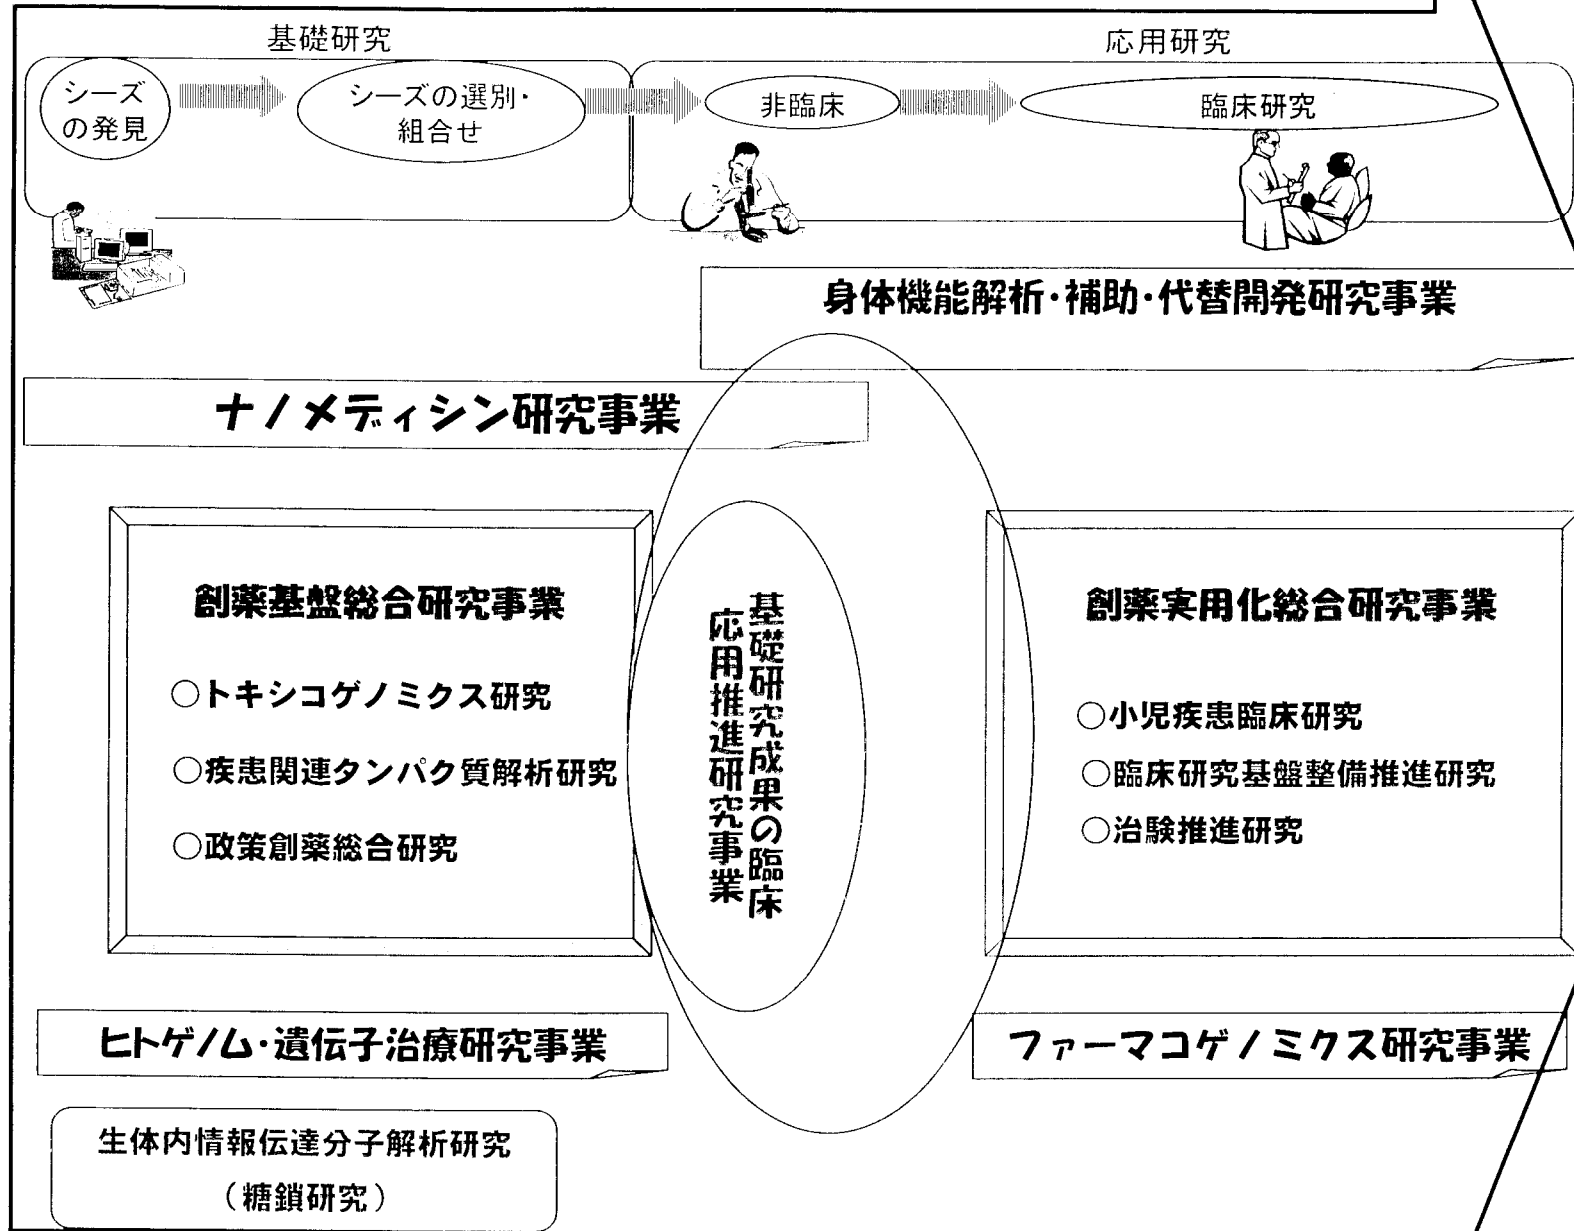 基礎研究
応用研究
シーズ
の発見
シーズの選別・
組合せ
非臨床
臨床研究
身体機能解析・補助・代替開発研究事業
ナノメディシン研究事業
創薬基盤総合研究事業
○トキシコゲノミクス研究
○疾患関連タンパク質解析研究
○政策創薬総合研究
基礎研究成果の臨床
応用推進研究事業
創薬実用化総合研究事業
○小児疾患臨床研究
○臨床研究基盤整備推進研究
○治験推進研究
ヒトゲノム・遺伝子治療研究事業
ファーマコゲノミクス研究事業
生体内情報伝達分子解析研究
（糖鎖研究）